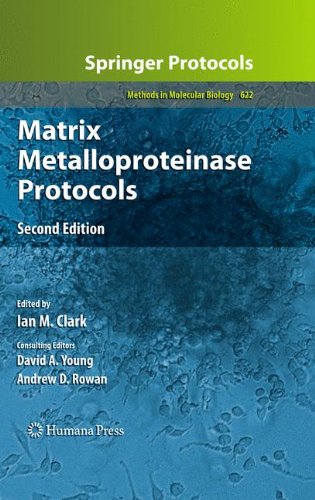 Springer Protocols
Methods in Molecular Biology 622
Matrix
Metalloproteinase
Protocols
Second Edition
Edited by
Ian M. Clark
Consulting Editors
David A. Young
Andrew D. Rowan
Humana Press